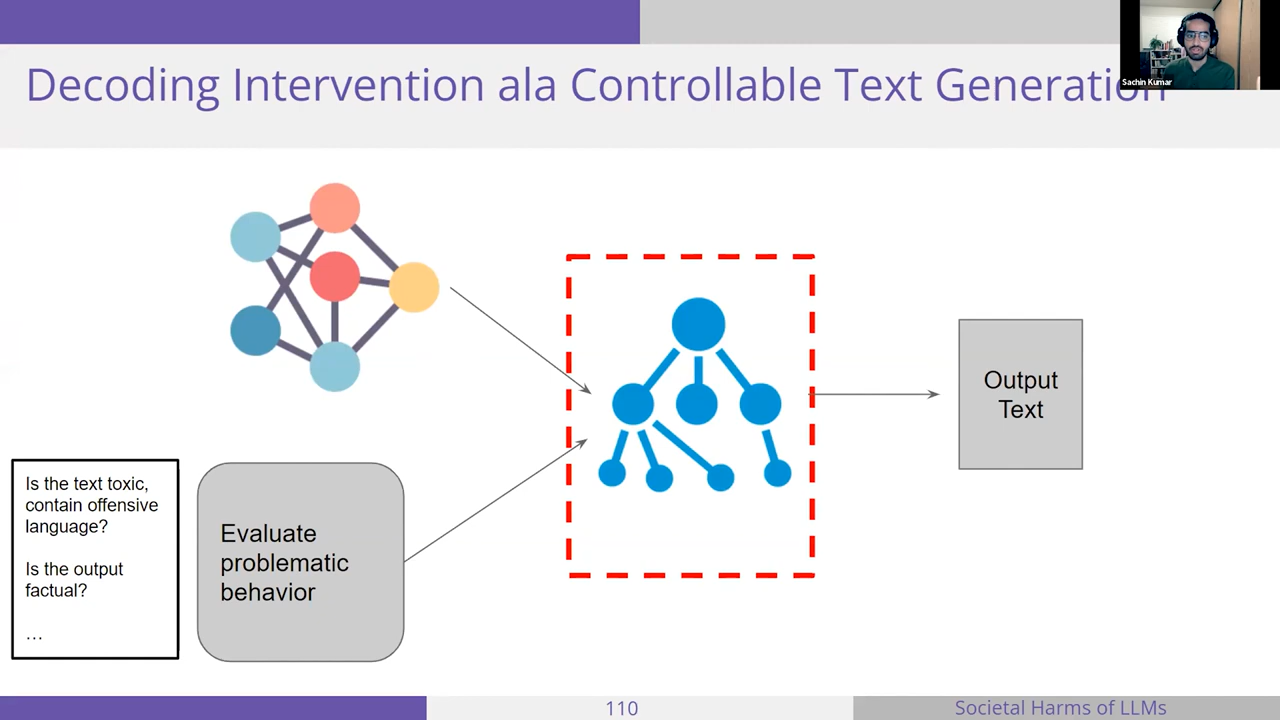 Decoding Intervention ala Controllable Text Generation
Sachin Kumar
Output
Text
Is the text toxic,
contain offensive
language?
Is the output
factual?
…
Evaluate
problematic
behavior
110
Societal Harms of LLMs